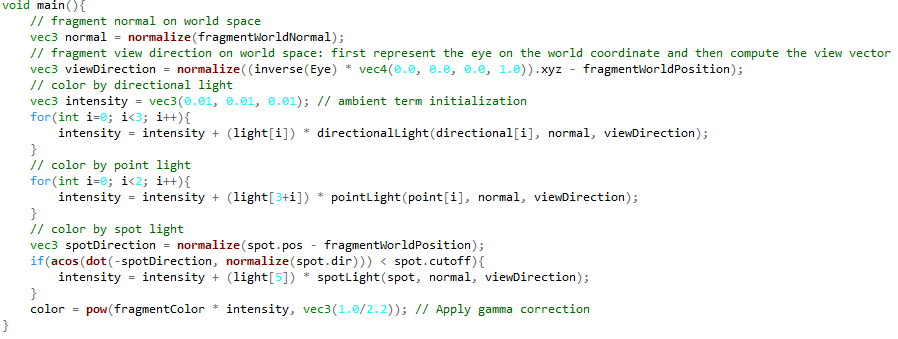 void main(){
    // fragment normal on world space
    vec3 normal = normalize(fragmentWorldNormal);
    // fragment view direction on world space: first represent the eye on the world coordinate and then compute the view vector
    vec3 viewDirection = normalize((inverse(Eye) * vec4(0.0, 0.0, 0.0, 1.0)).xyz - fragmentWorldPosition);
    // color by directional light
    vec3 intensity = vec3(0.01, 0.01, 0.01); // ambient term initialization
    for(int i=0; i<3; i++){
        intensity = intensity + (light[i]) * directionalLight(directional[i], normal, viewDirection);
    }
    // color by point light
    for(int i=0; i<2; i++){
        intensity = intensity + (light[3+i]) * pointLight(point[i], normal, viewDirection);
    }
    // color by spot light
    vec3 spotDirection = normalize(spot.pos - fragmentWorldPosition);
    if(acos(dot(-spotDirection, normalize(spot.dir))) < spot.cutoff){
        intensity = intensity + (light[5]) * spotLight(spot, normal, viewDirection);
    }
    color = pow(fragmentColor * intensity, vec3(1.0/2.2)); // Apply gamma correction
}